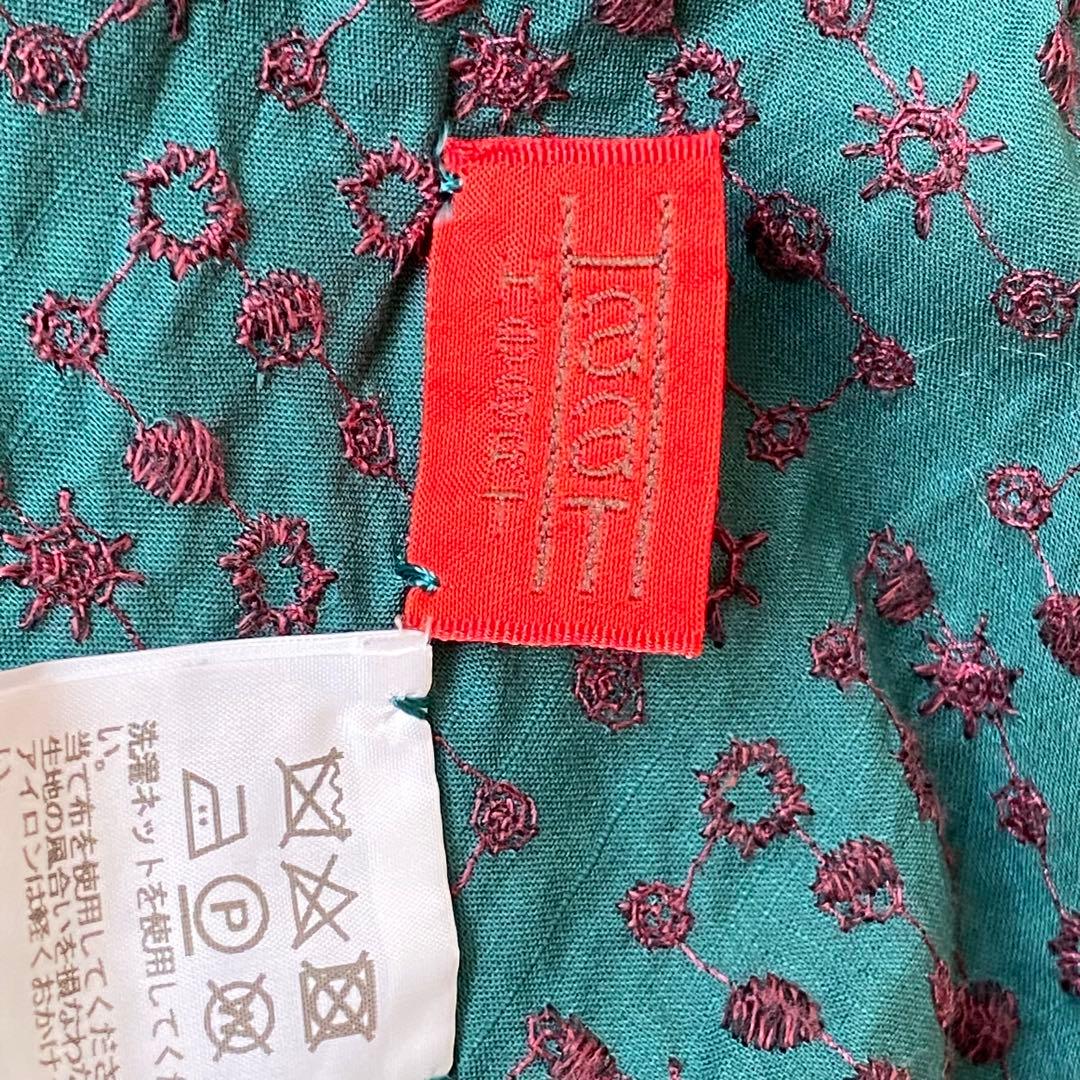 HaaT
P
洗濯ネットを使用してく
い。
当て布を使用してくださ
生地の風合いを損なわ
アイロンは軽くおかけ
い